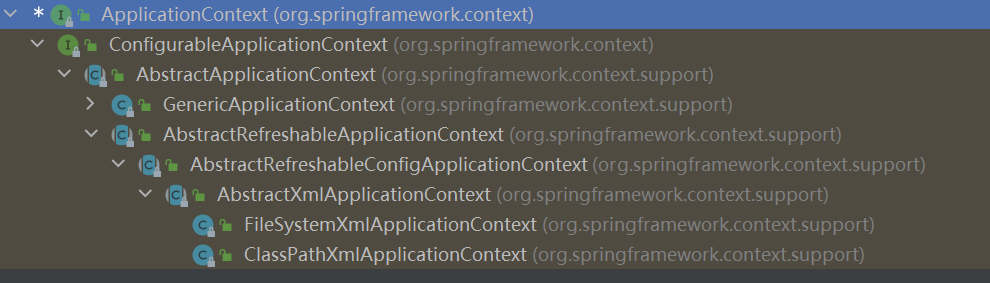 * I ApplicationContext (org.springframework.context)
I ConfigurableApplicationContext (org.springframework.context)
C AbstractApplicationContext (org.springframework.context.support)
C GenericApplicationContext (org.springframework.context.support)
C AbstractRefreshableApplicationContext (org.springframework.context.support)
C AbstractRefreshableConfigApplicationContext (org.springframework.context.support)
C AbstractXmlApplicationContext (org.springframework.context.support)
C FileSystemXmlApplicationContext (org.springframework.context.support)
C ClassPathXmlApplicationContext (org.springframework.context.support)